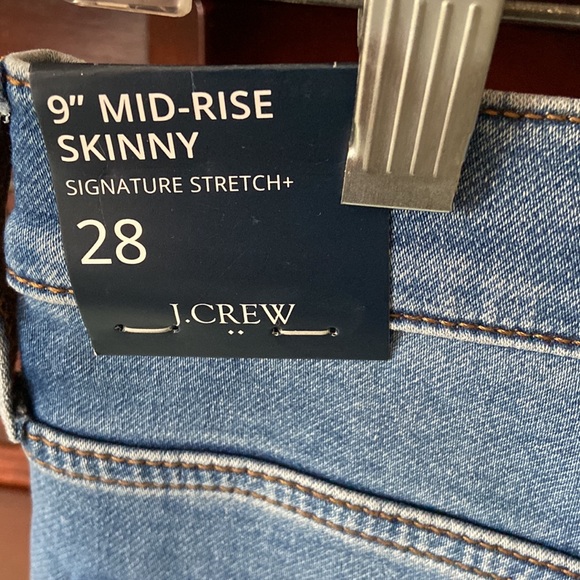 9" MID-RISE
SKINNY
SIGNATURE STRETCH+
28
J.CREW